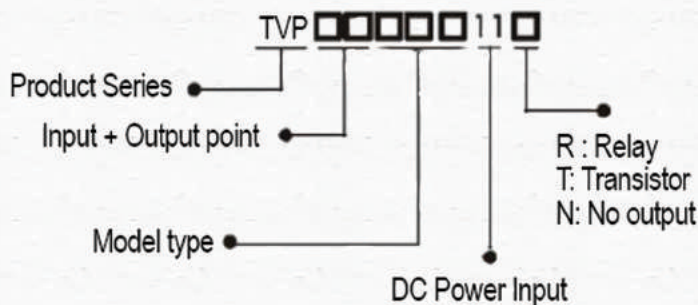 TVP □□□□□ 11 □
Product Series
Input + Output point
R : Relay
T: Transistor
N: No output
Model type
DC Power Input